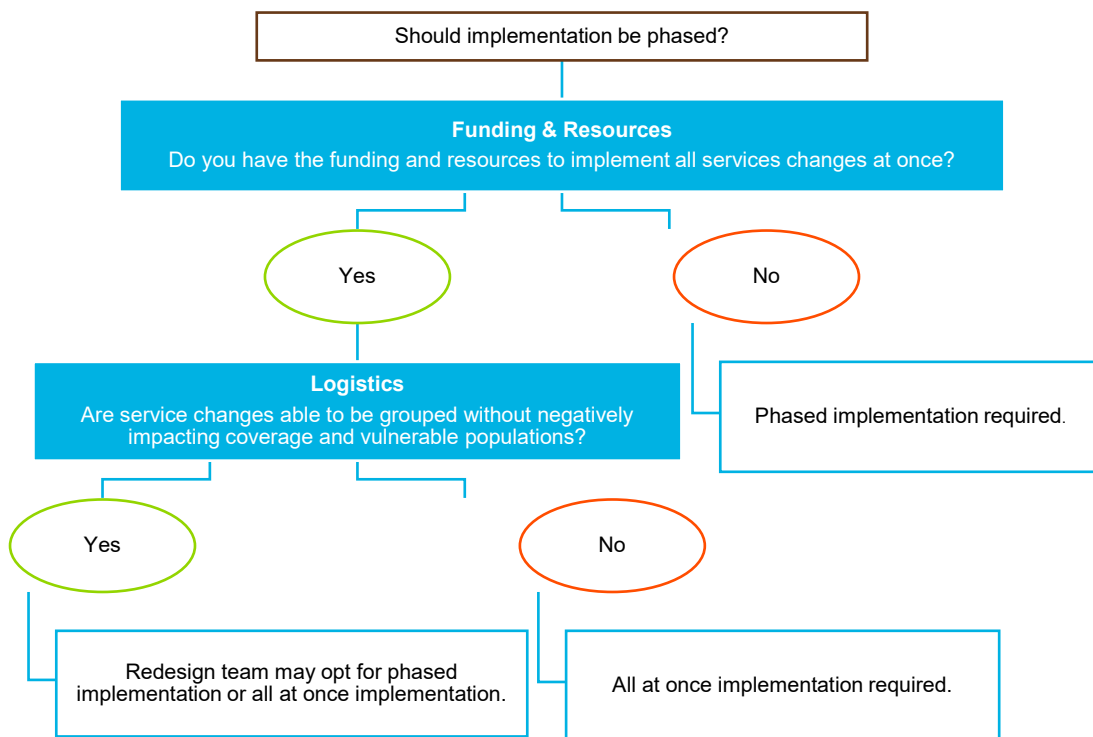 Should implementation be phased?
Funding & Resources
Do you have the funding and resources to implement all services changes at once?
Yes
No
Logistics
Are service changes able to be grouped without negatively
impacting coverage and vulnerable populations?
Phased implementation required.
Yes
No
Redesign team may opt for phased
implementation or all at once implementation.
All at once implementation required.